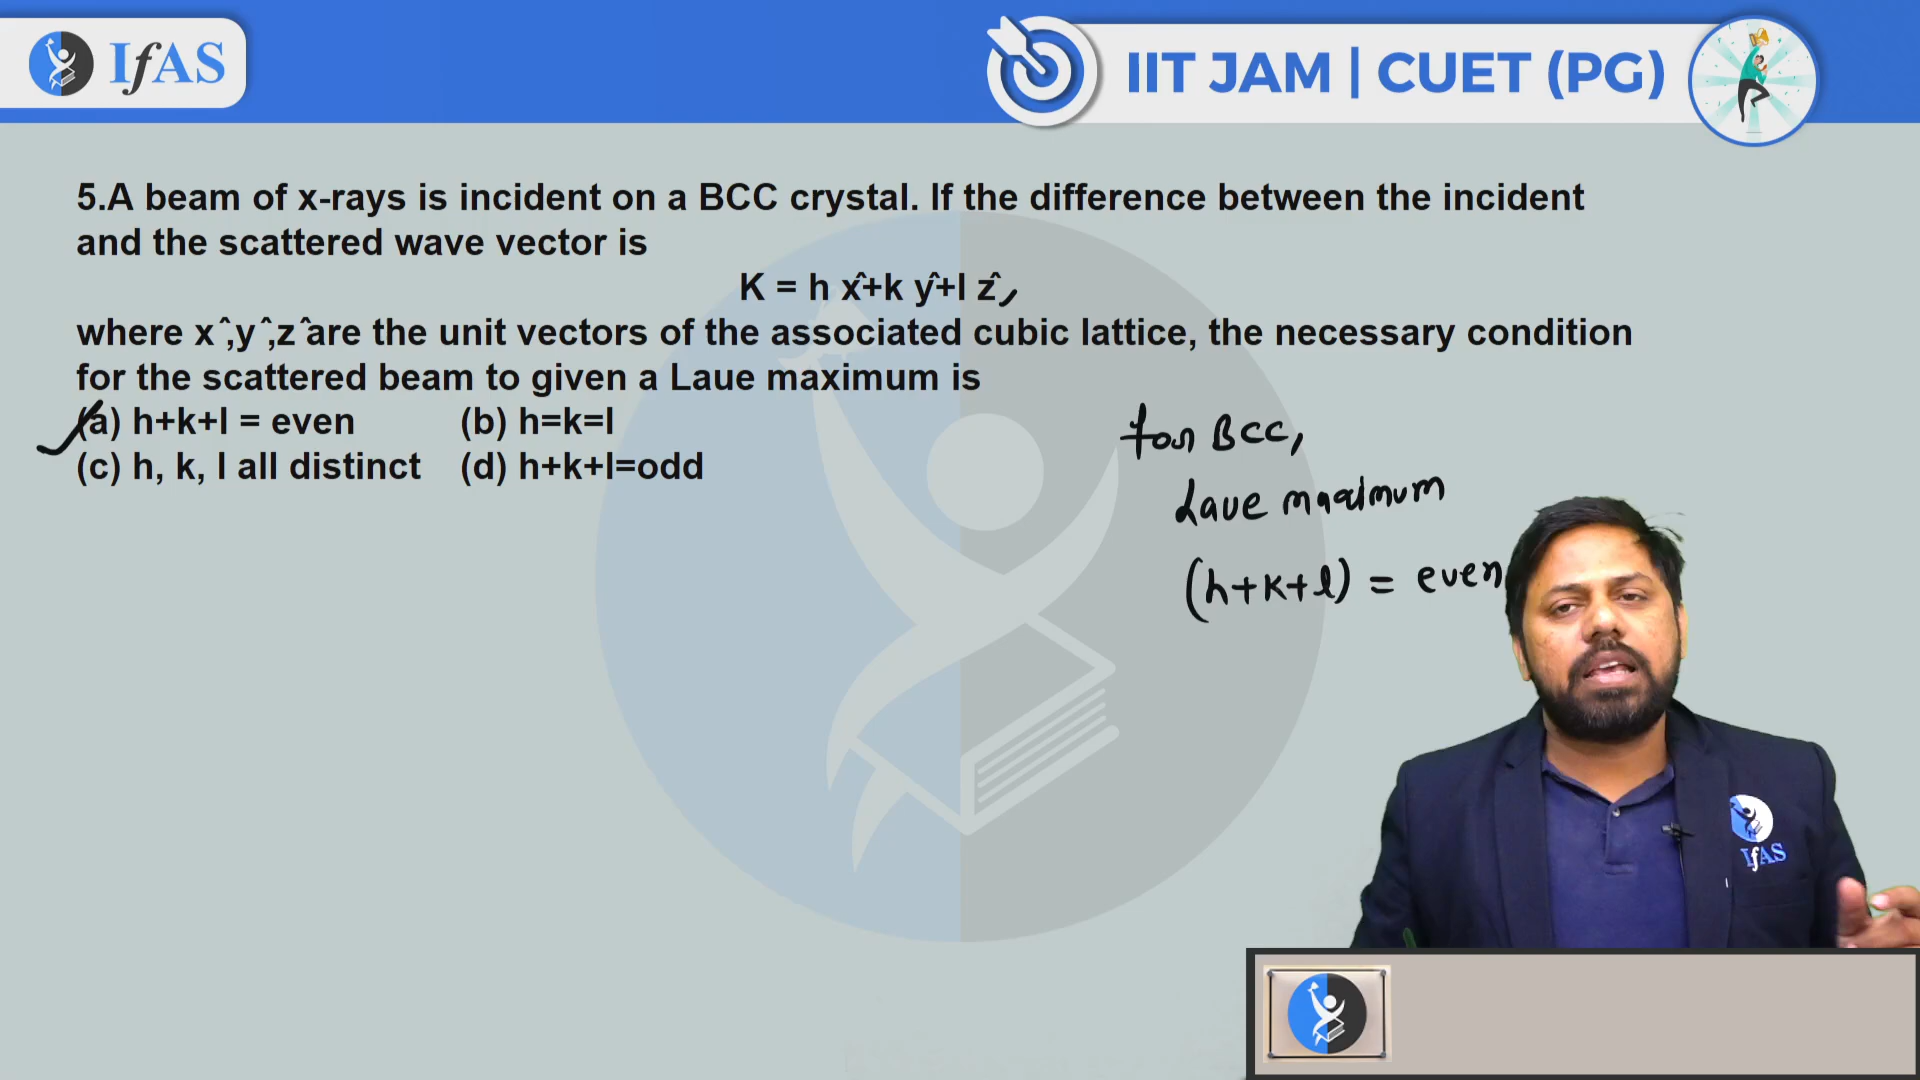 IfAS
IIT JAM | CUET (PG)
5.A beam of x-rays is incident on a BCC crystal. If the difference between the incident
and the scattered wave vector is
K = h x̂+k ŷ+l ẑ,
where xˆ,yˆ,zˆare the unit vectors of the associated cubic lattice, the necessary condition
for the scattered beam to given a Laue maximum is
(a) h+k+l = even (b) h=k=l
(c) h, k, l all distinct (d) h+k+l=odd
for BCC,
Laue maximum
(h+k+l) = even
IfAS